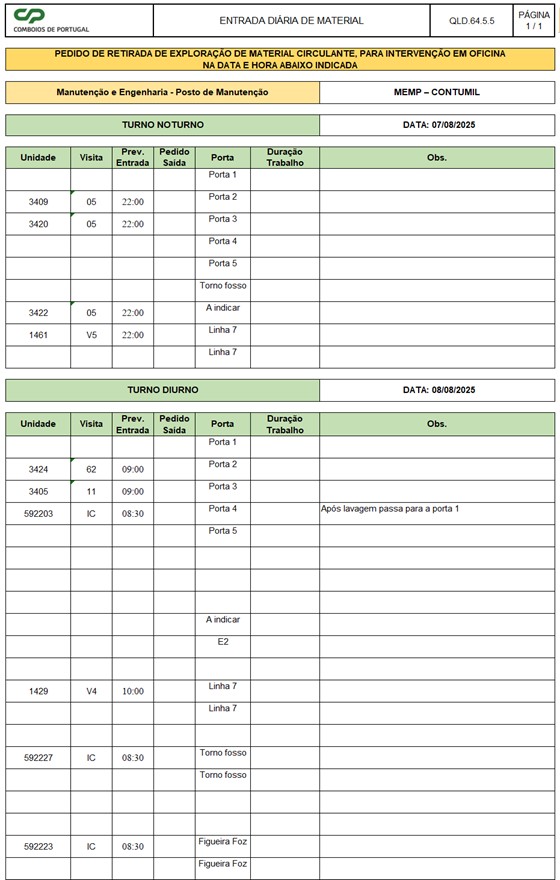 CP
COMBOIOS DE PORTUGAL
ENTRADA DIÁRIA DE MATERIAL
QLD.64.5.5
PÁGINA
1 / 1
PEDIDO DE RETIRADA DE EXPLORAÇÃO DE MATERIAL CIRCULANTE, PARA INTERVENÇÃO EM OFICINA
NA DATA E HORA ABAIXO INDICADA
Manutenção e Engenharia - Posto de Manutenção MEMP – CONTUMIL
TURNO NOTURNO DATA: 07/08/2025
Unidade Visita Prev. Entrada Pedido Saída Porta Duração Trabalho Obs.
Porta 1
3409 05 22:00 Porta 2
3420 05 22:00 Porta 3
Porta 4
Porta 5
Torno fosso
3422 05 22:00 A indicar
1461 V5 22:00 Linha 7
Linha 7
TURNO DIURNO DATA: 08/08/2025
Unidade Visita Prev. Entrada Pedido Saída Porta Duração Trabalho Obs.
Porta 1
3424 62 09:00 Porta 2
3405 11 09:00 Porta 3
592203 IC 08:30 Porta 4 Após lavagem passa para a porta 1
Porta 5
A indicar
E2
1429 V4 10:00 Linha 7
Linha 7
592227 IC 08:30 Torno fosso
Torno fosso
592223 IC 08:30 Figueira Foz
Figueira Foz